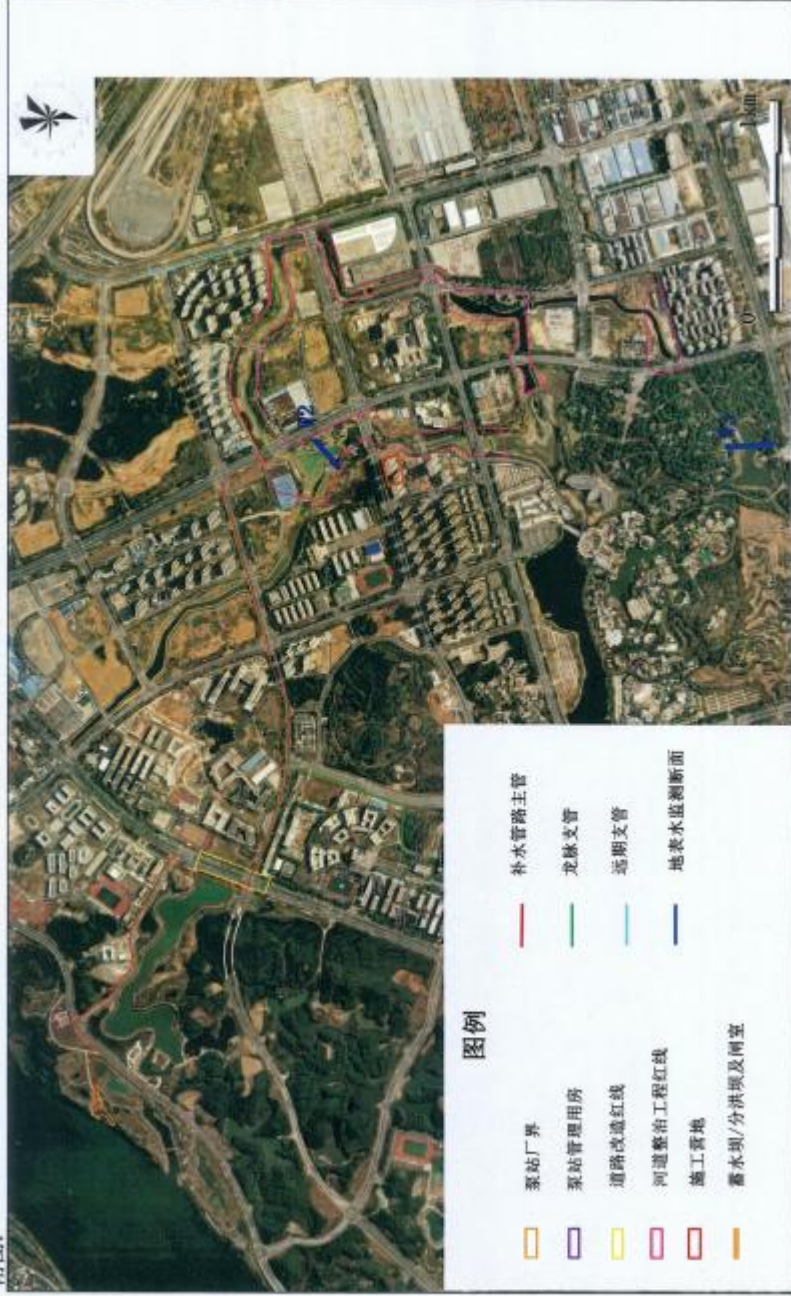 图例
泵站厂界
泵站管理用房
道路改造红线
河道整治工程红线
施工营地
蓄水坝/分洪坝及闸室
补水管路主管
龙脉支管
远期支管
地表水监测断面
W2
0
1km